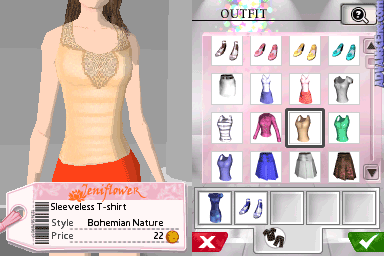 OUTFIT
Jeniflower
Sleeveless T-shirt
Style Bohemian Nature
Price 22